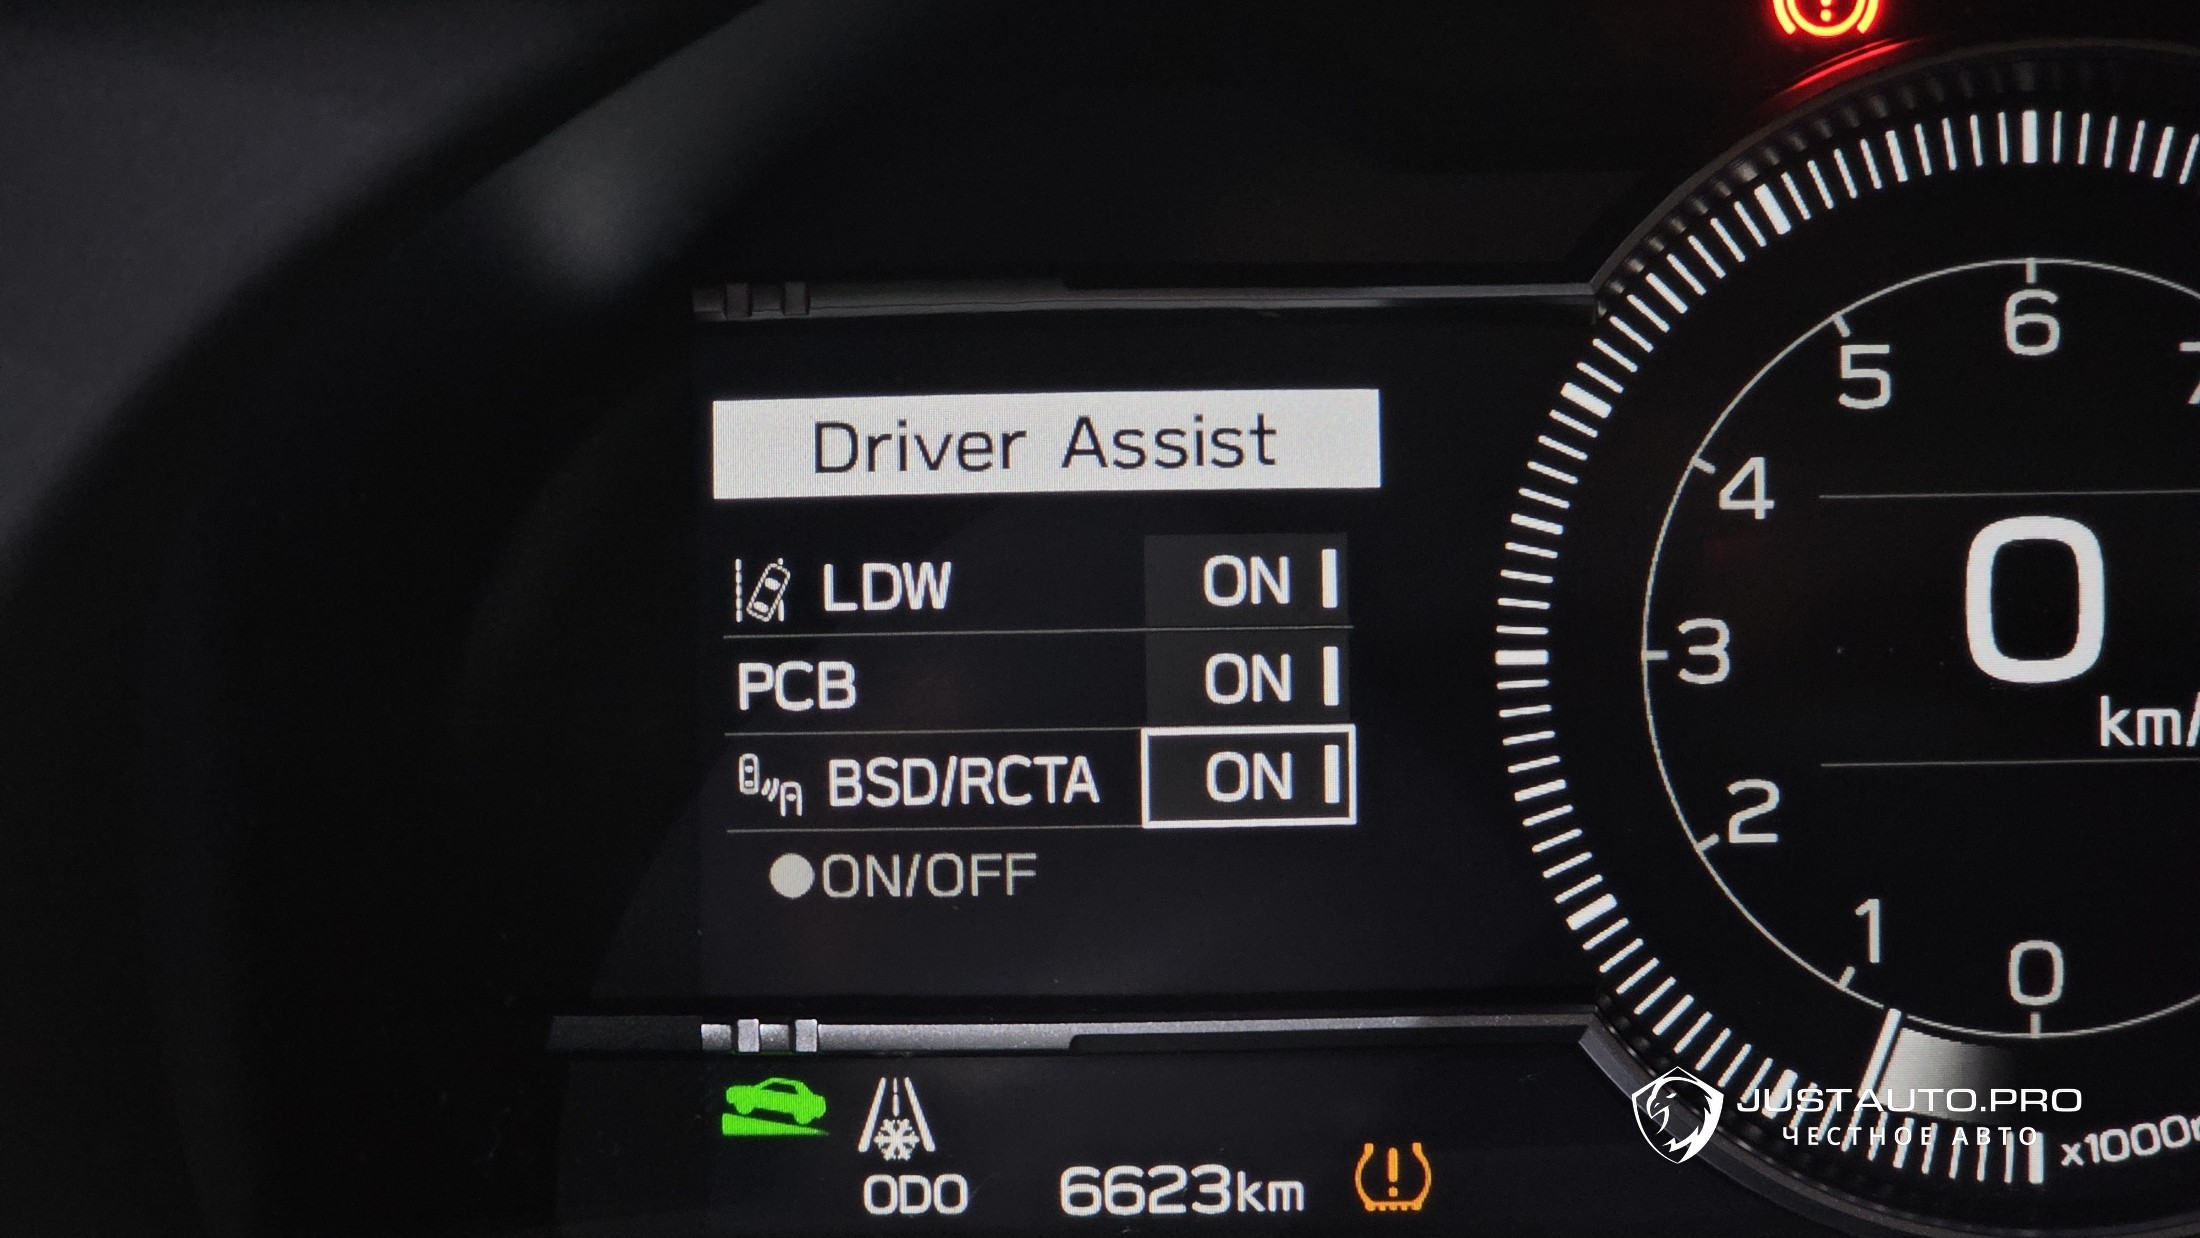 Driver Assist
LDW ON
PCB ON
BSD/RCTA ON
ON/OFF
6
5
4
3
2
1
0
0
km/
x1000
ODO 6623km
JUSTAUTO.PRO
ЧЕСТНОЕ АВТО